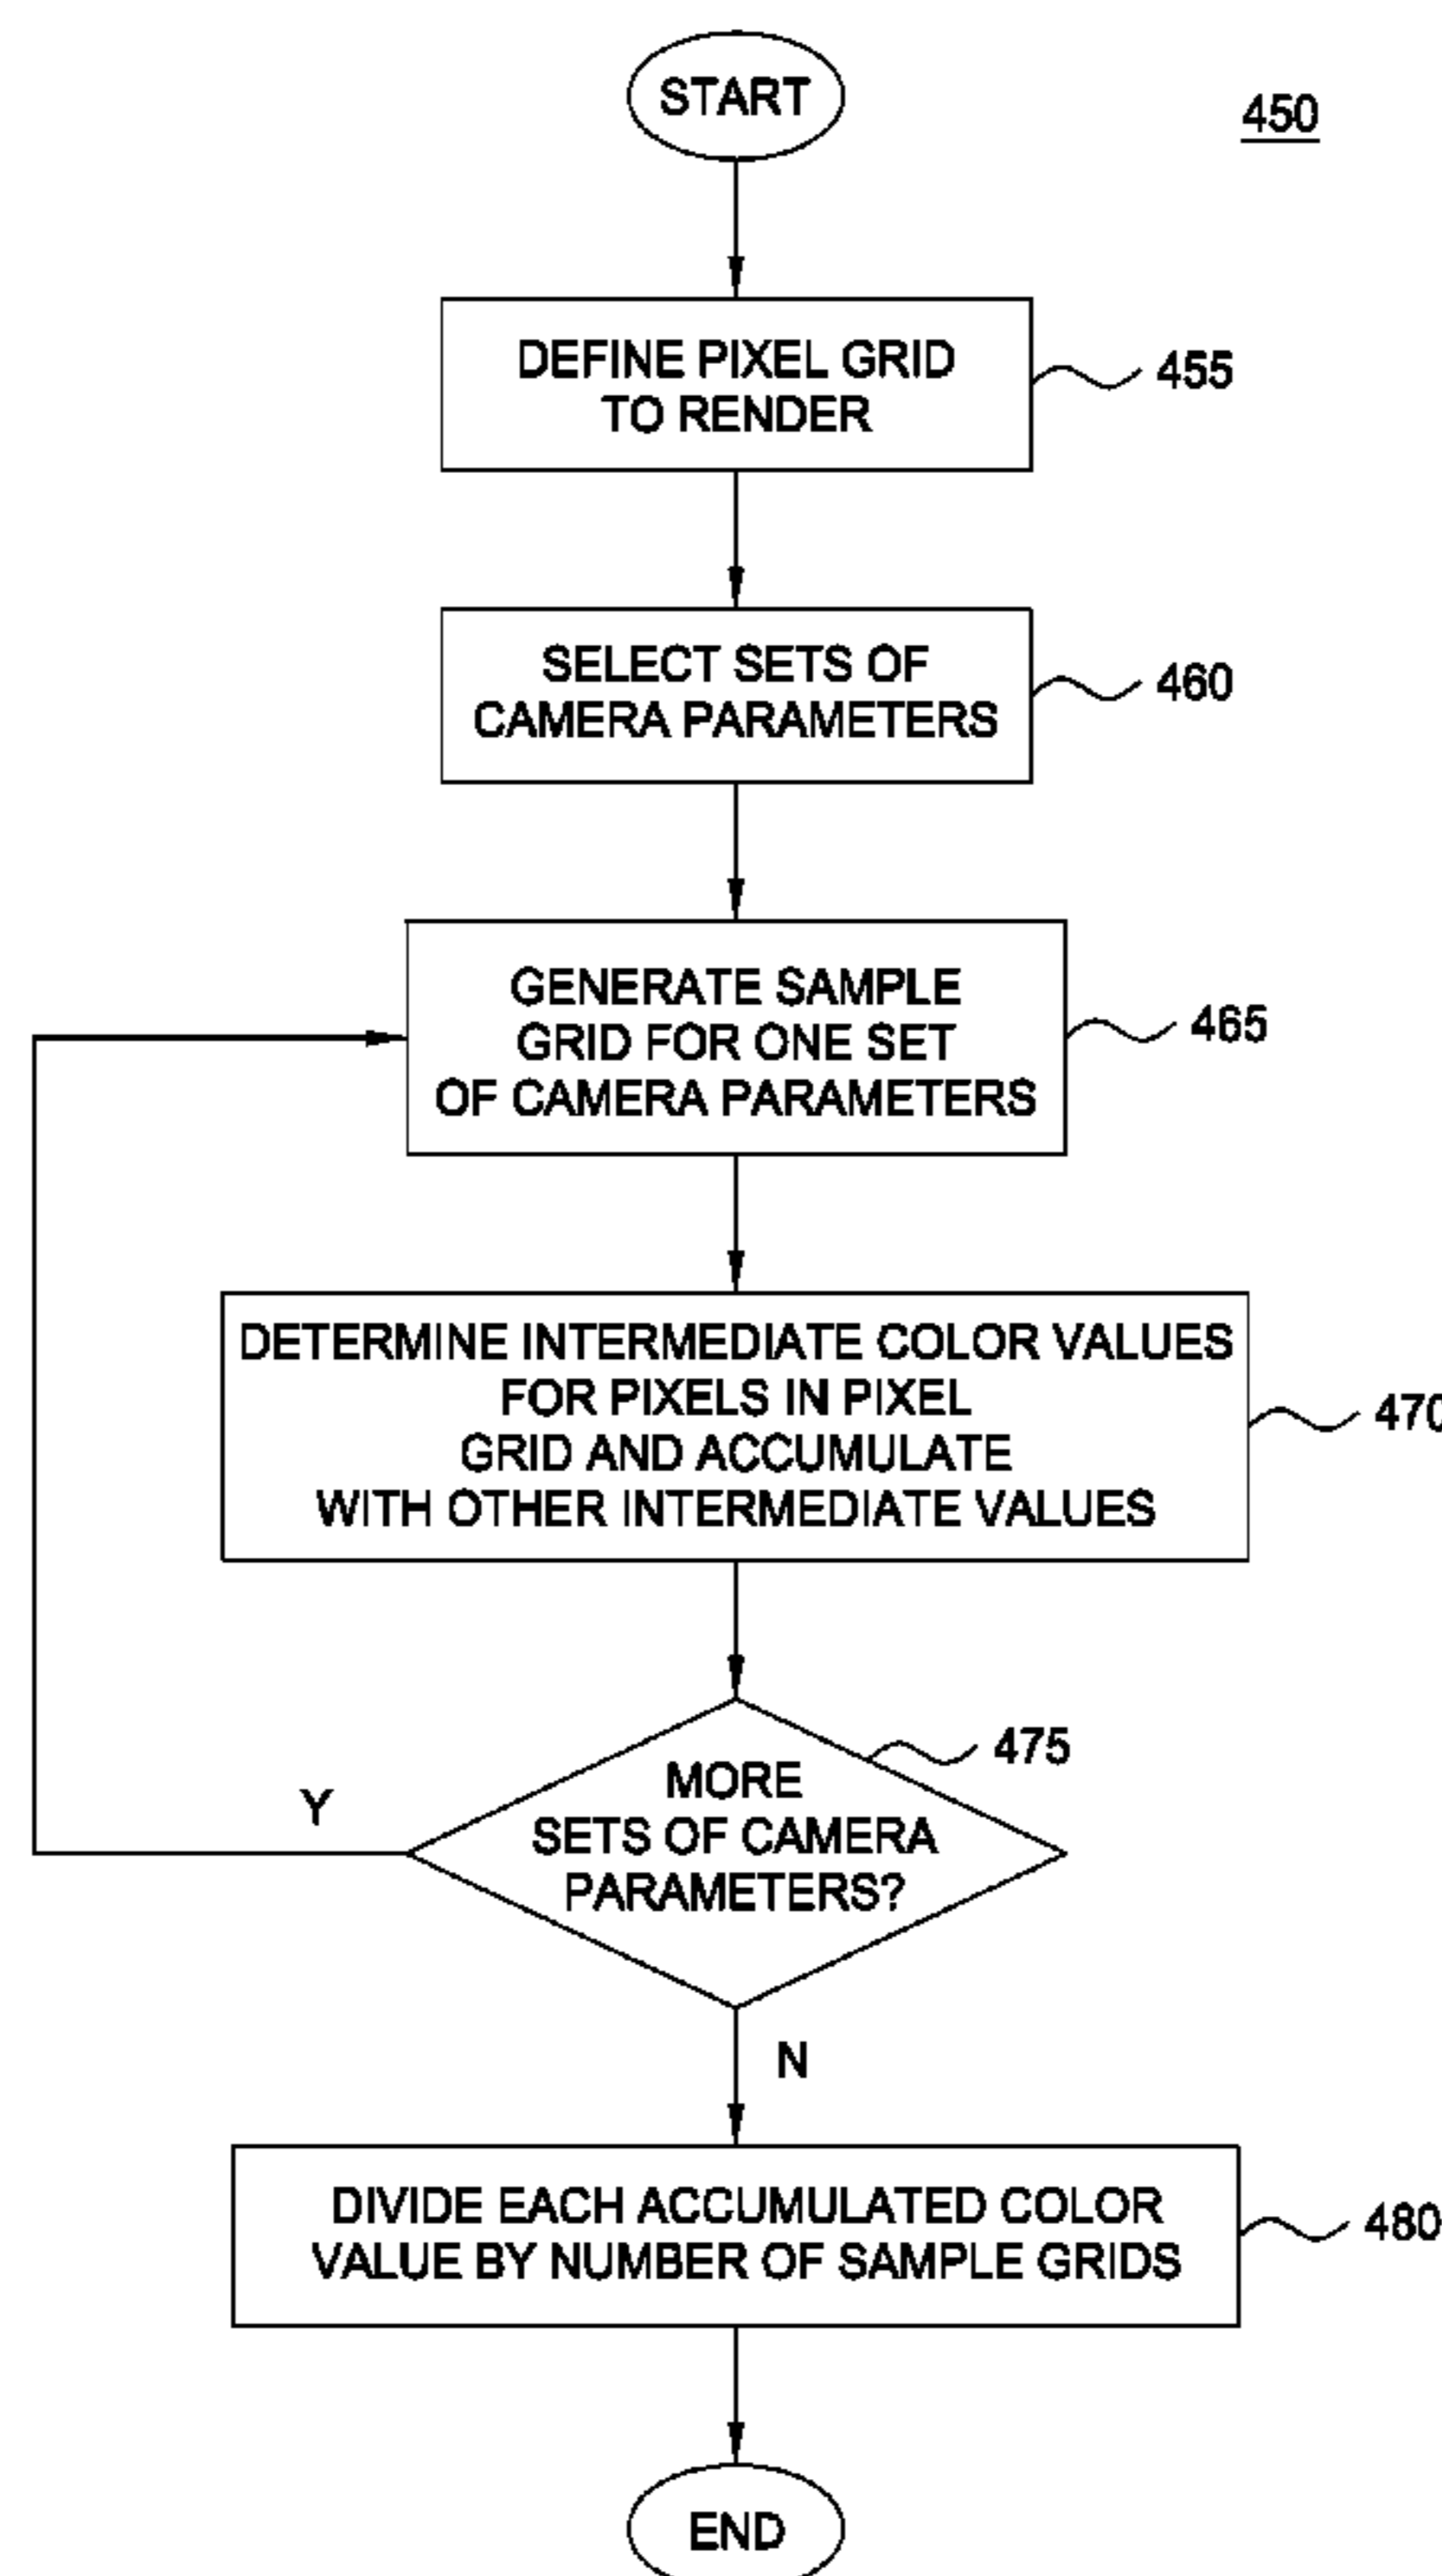 START
450
DEFINE PIXEL GRID
TO RENDER
455
SELECT SETS OF
CAMERA PARAMETERS
460
GENERATE SAMPLE
GRID FOR ONE SET
OF CAMERA PARAMETERS
465
DETERMINE INTERMEDIATE COLOR VALUES
FOR PIXELS IN PIXEL
GRID AND ACCUMULATE
WITH OTHER INTERMEDIATE VALUES
470
MORE
SETS OF CAMERA
PARAMETERS?
475
Y
N
DIVIDE EACH ACCUMULATED COLOR
VALUE BY NUMBER OF SAMPLE GRIDS
480
END